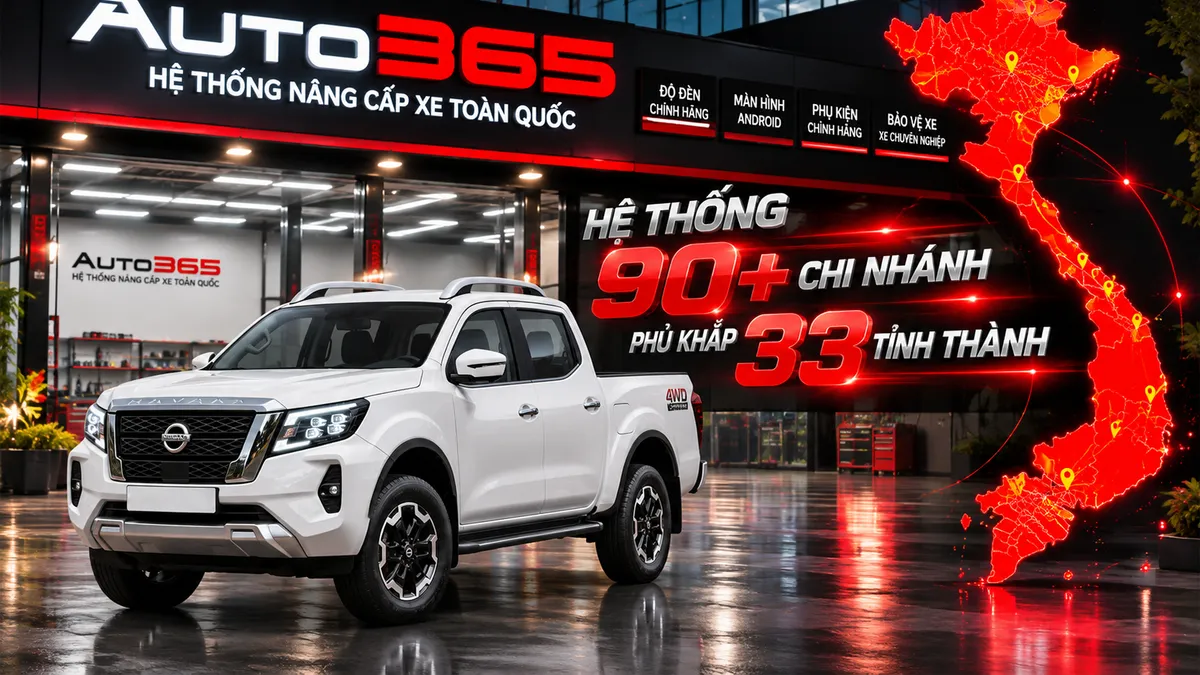 AUTO365
HỆ THỐNG NÂNG CẤP XE TOÀN QUỐC
ĐỘ ĐÈN
CHÍNH HÃNG
MÀN HÌNH
ANDROID
PHỤ KIỆN
CHÍNH HÃNG
BẢO VỆ XE
XE CHUYÊN NGHIỆP
AUTO365
HỆ THỐNG NÂNG CẤP XE TOÀN QUỐC
HỆ THỐNG
90+ CHI NHÁNH
PHỦ KHẮP 33 TỈNH THÀNH
4WD